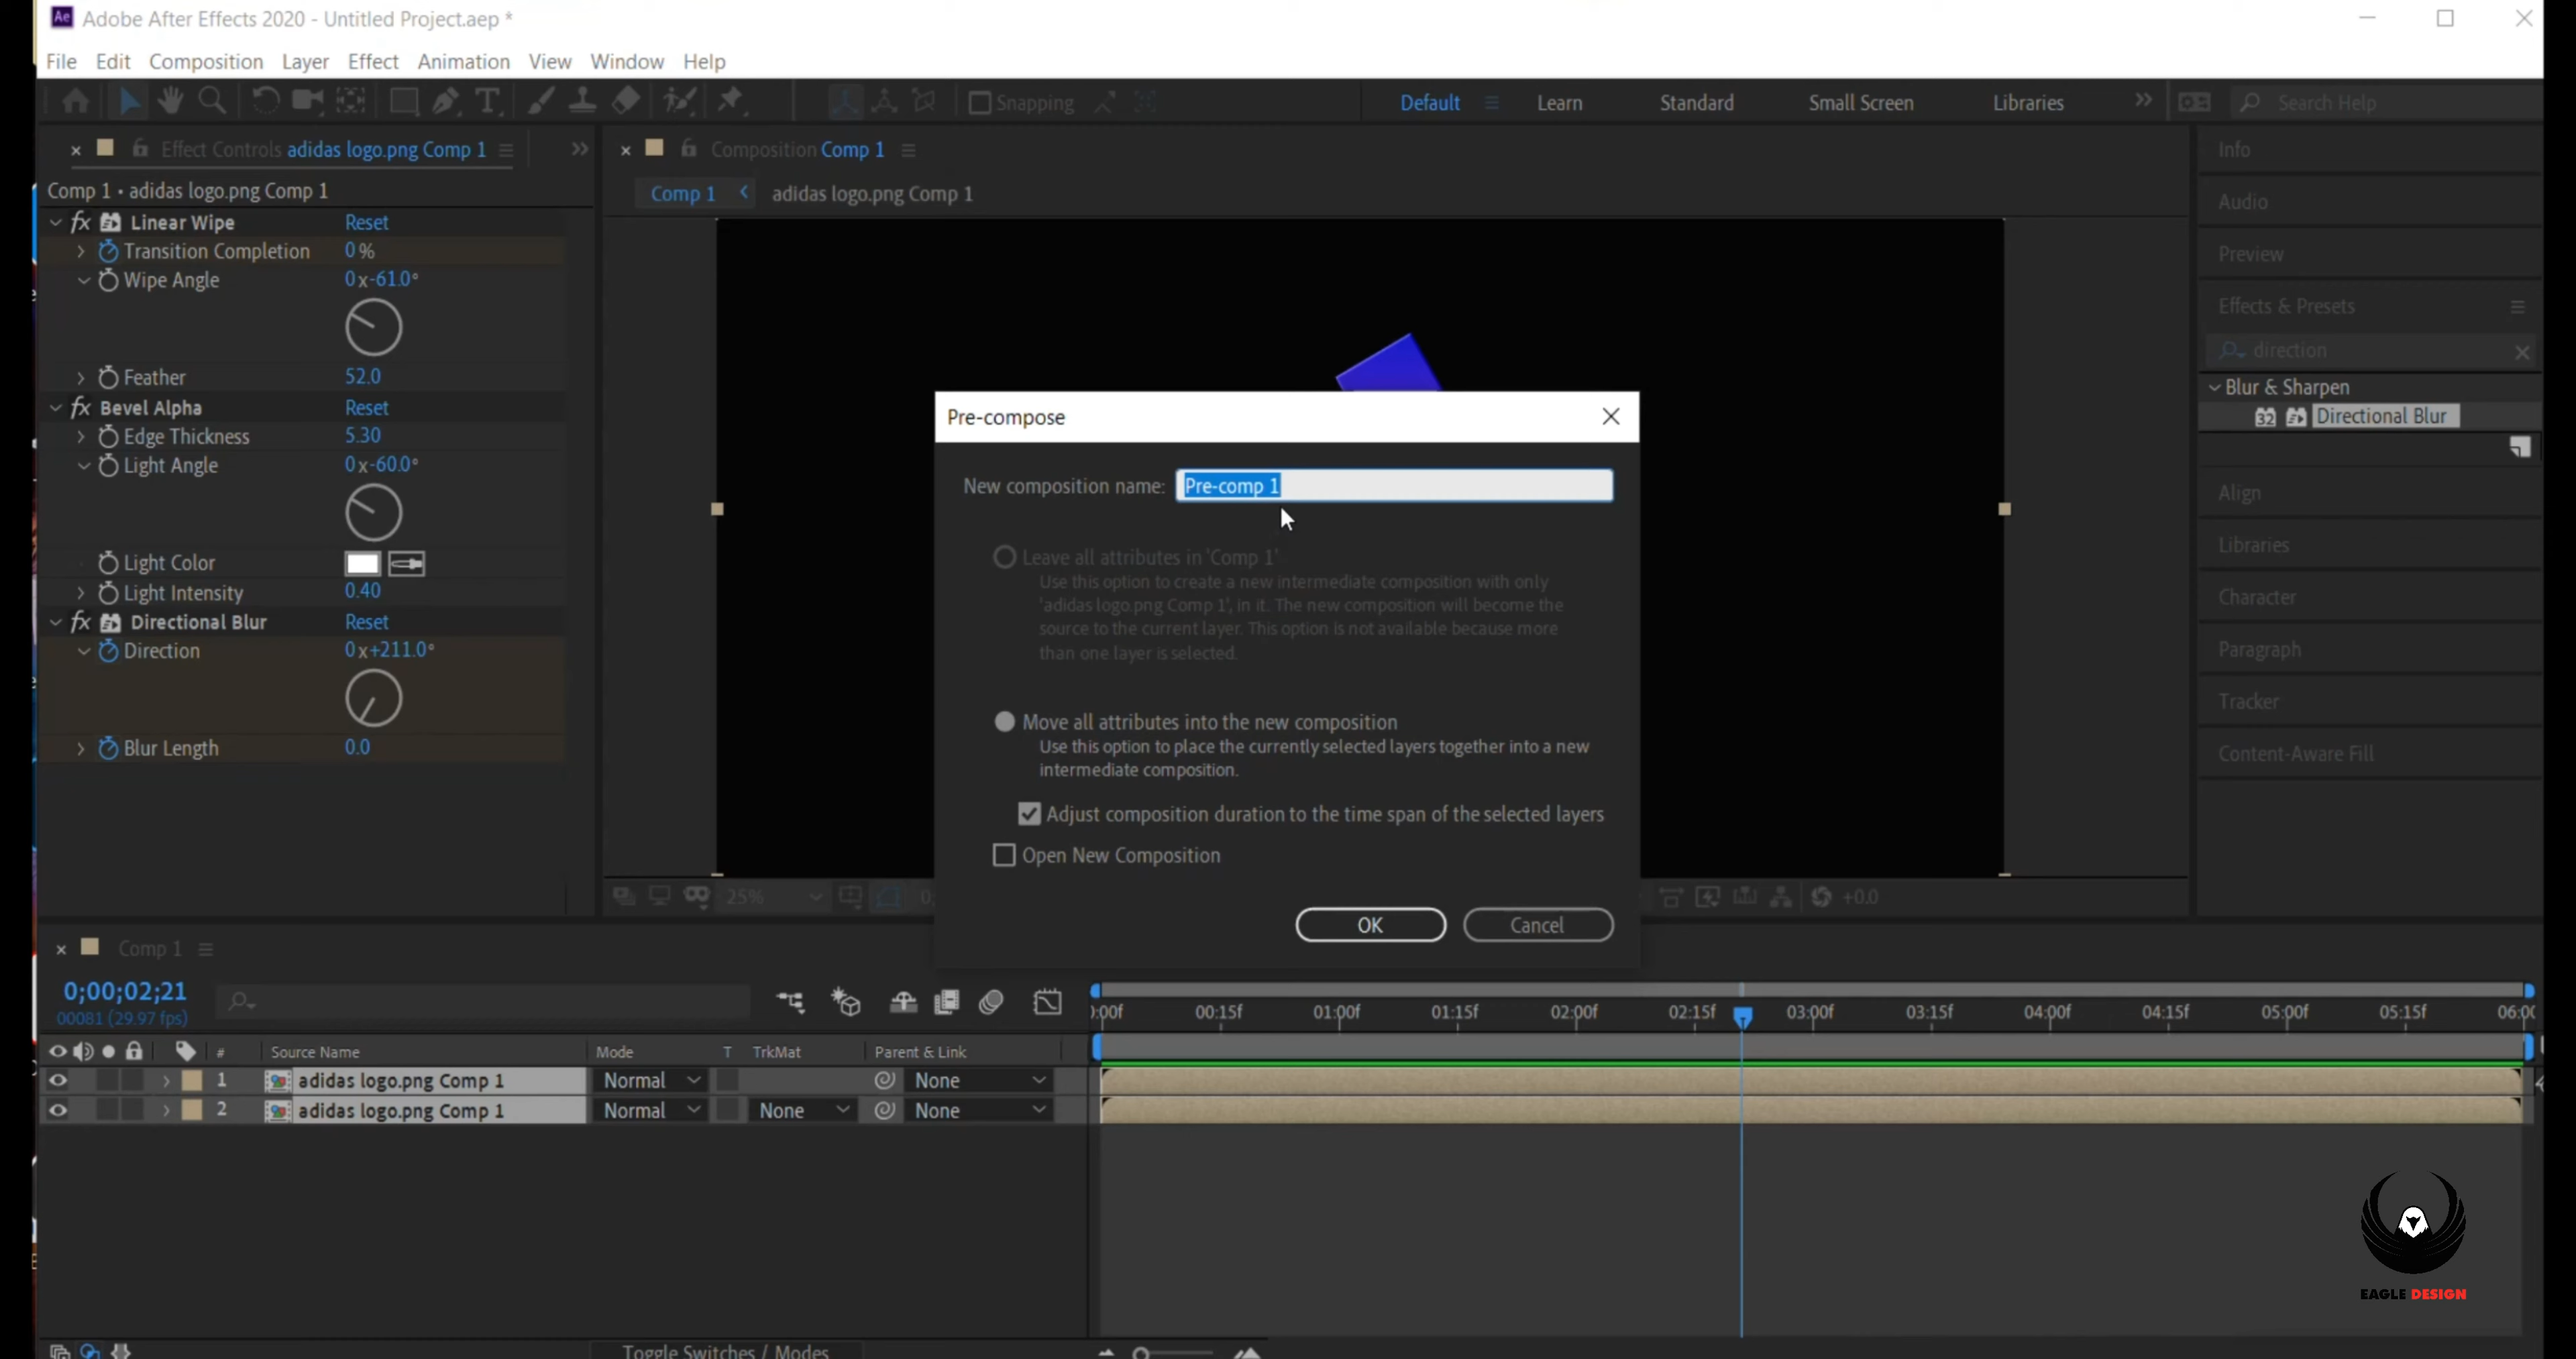 Adobe After Effects 2020 - Untitled Project.aep *
File Edit Composition Layer Effect Animation View Window Help
Snapping
Default Learn Standard Small Screen Libraries Search Help
Effect Controls adidas logo.png Comp 1
Composition Comp 1
Comp 1 • adidas logo.png Comp 1
Comp 1 adidas logo.png Comp 1
fx Linear Wipe Reset
Transition Completion 0 %
Wipe Angle 0 x-61.0°
Feather 52.0
fx Bevel Alpha Reset
Edge Thickness 5.30
Light Angle 0 x-60.0°
Light Color
Light Intensity 0.40
fx Directional Blur Reset
Direction 0 x+211.0°
Blur Length 0.0
Info
Audio
Preview
Effects & Presets
direction
Blur & Sharpen
32 Directional Blur
Align
Libraries
Character
Paragraph
Tracker
Content-Aware Fill
Pre-compose
New composition name: Pre-comp 1
Leave all attributes in 'Comp 1'
Use this option to create a new intermediate composition with only
'adidas logo.png Comp 1', in it. The new composition will become the
source to the current layer. This option is not available because more
than one layer is selected.
Move all attributes into the new composition
Use this option to place the currently selected layers together into a new
intermediate composition.
Adjust composition duration to the time span of the selected layers
Open New Composition
OK Cancel
25% +0.0
Comp 1
0;00;02;21
00081 (29.97 fps)
:00f 00:15f 01:00f 01:15f 02:00f 02:15f 03:00f 03:15f 04:00f 04:15f 05:00f 05:15f 06:00
# Source Name Mode T TrkMat Parent & Link
1 adidas logo.png Comp 1 Normal None
2 adidas logo.png Comp 1 Normal None None
Toggle Switches / Modes
EAGLE DESIGN